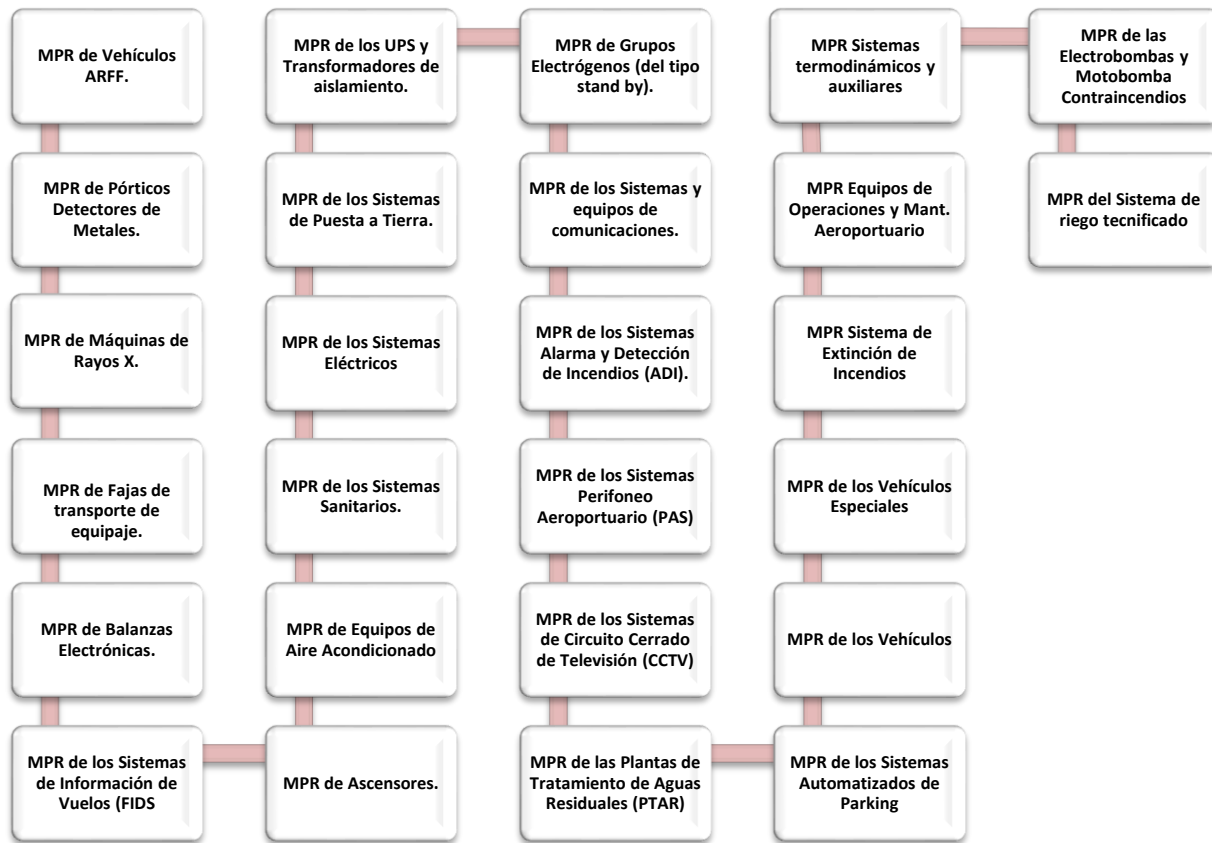 MPR de Vehículos
ARFF.
MPR de Pórticos
Detectores de
Metales.
MPR de Máquinas de
Rayos X.
MPR de Fajas de
transporte de
equipaje.
MPR de Balanzas
Electrónicas.
MPR de los Sistemas
de Información de
Vuelos (FIDS
MPR de Ascensores.
MPR de Equipos de
Aire Acondicionado
MPR de los Sistemas
Sanitarios.
MPR de los Sistemas
Eléctricos
MPR de los Sistemas
de Puesta a Tierra.
MPR de los UPS y
Transformadores de
aislamiento.
MPR de Grupos
Electrógenos (del tipo
stand by).
MPR de los Sistemas y
equipos de
comunicaciones.
MPR de los Sistemas
Alarma y Detección
de Incendios (ADI).
MPR de los Sistemas
Perifoneo
Aeroportuario (PAS)
MPR de los Sistemas
de Circuito Cerrado
de Televisión (CCTV)
MPR de las Plantas de
Tratamiento de Aguas
Residuales (PTAR)
MPR de los Sistemas
Automatizados de
Parking
MPR de los Vehículos
MPR de los Vehículos
Especiales
MPR Sistema de
Extinción de
Incendios
MPR Equipos de
Operaciones y Mant.
Aeroportuario
MPR Sistemas
termodinámicos y
auxiliares
MPR de las
Electrobombas y
Motobomba
Contraincendios
MPR del Sistema de
riego tecnificado